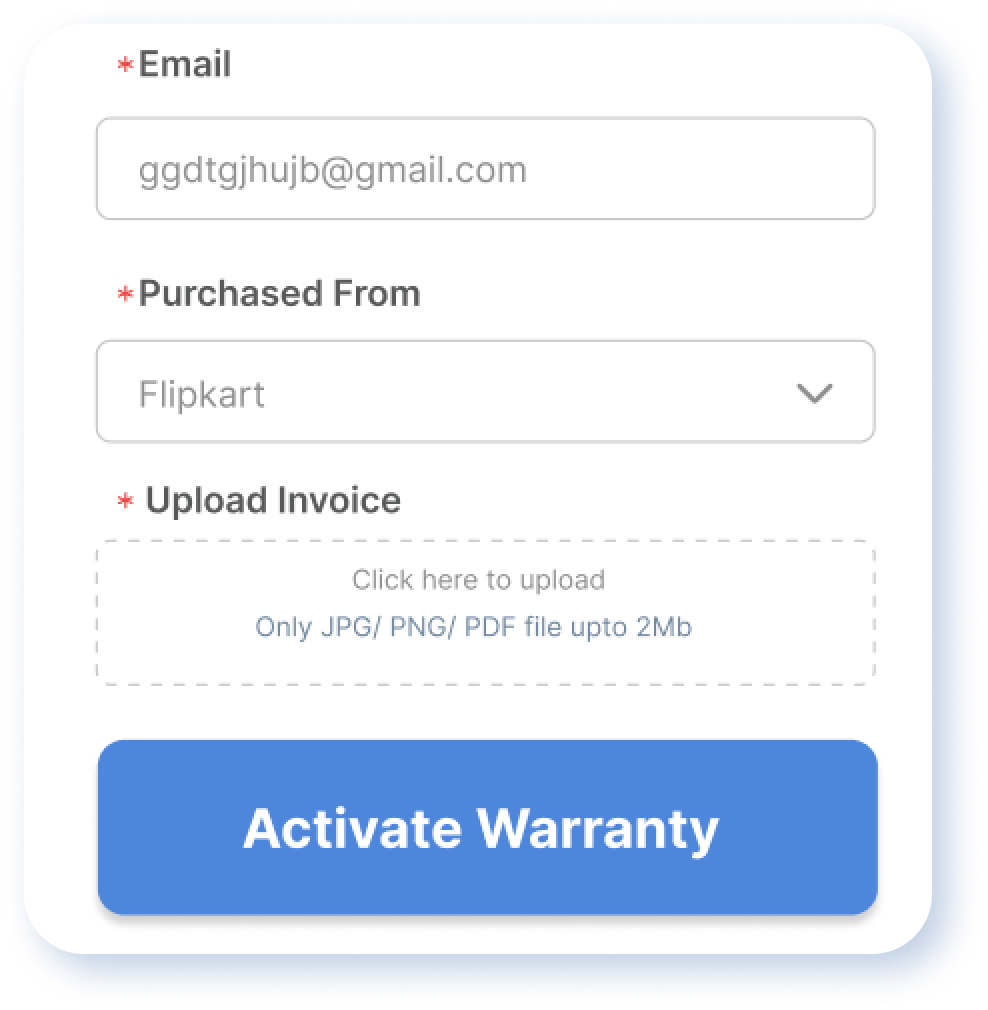 *Email
ggdtgjhujb@gmail.com
*Purchased From
Flipkart
* Upload Invoice
Click here to upload
Only JPG/ PNG/ PDF file upto 2Mb
Activate Warranty